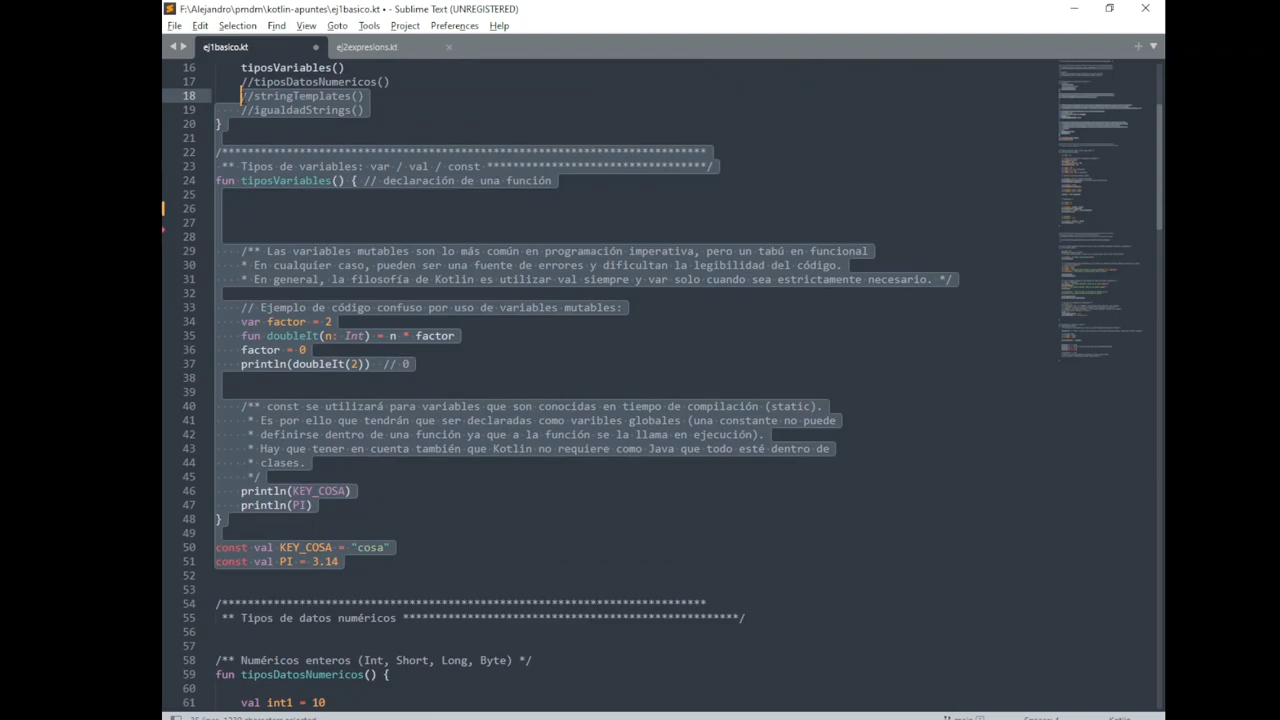 F:\Alejandro/pmdm\kotlin-apuntes\ej1basico.kt • - Sublime Text (UNREGISTERED)
File Edit Selection Find View Goto Tools Project Preferences Help
ej1basico.kt ej2expresions.kt
16 tiposVariables()
17 //tiposDatosNumericos()
18 //stringTemplates()
19 //igualdadStrings()
20 }
21
22 /***************************************************************************
23 ** Tipos de variables: var / val / const **********************************/
24 fun tiposVariables() { // declaración de una función
25
26
27
28
29 /** Las variables mutables son lo más común en programación imperativa, pero un tabú en funcional
30 * En cualquier caso, pueden ser una fuente de errores y dificultan la legibilidad del código.
31 * En general, la filosofía de Kotlin es utilizar val siempre y var solo cuando sea estrictamente necesario. */
32
33 // Ejemplo de código confuso por uso de variables mutables:
34 var factor = 2
35 fun doubleIt(n: Int) = n * factor
36 factor = 0
37 println(doubleIt(2)) // 0
38
39
40 /** const se utilizará para variables que son conocidas en tiempo de compilación (static).
41 * Es por ello que tendrán que ser declaradas como varibles globales (una constante no puede
42 * definirse dentro de una función ya que a la función se la llama en ejecución).
43 * Hay que tener en cuenta también que Kotlin no requiere como Java que todo esté dentro de
44 * clases.
45 */
46 println(KEY_COSA)
47 println(PI)
48 }
49
50 const val KEY_COSA = "cosa"
51 const val PI = 3.14
52
53
54 /***************************************************************************
55 ** Tipos de datos numéricos *****************************************/
56
57
58 /** Numéricos enteros (Int, Short, Long, Byte) */
59 fun tiposDatosNumericos() {
60
61 val int1 = 10